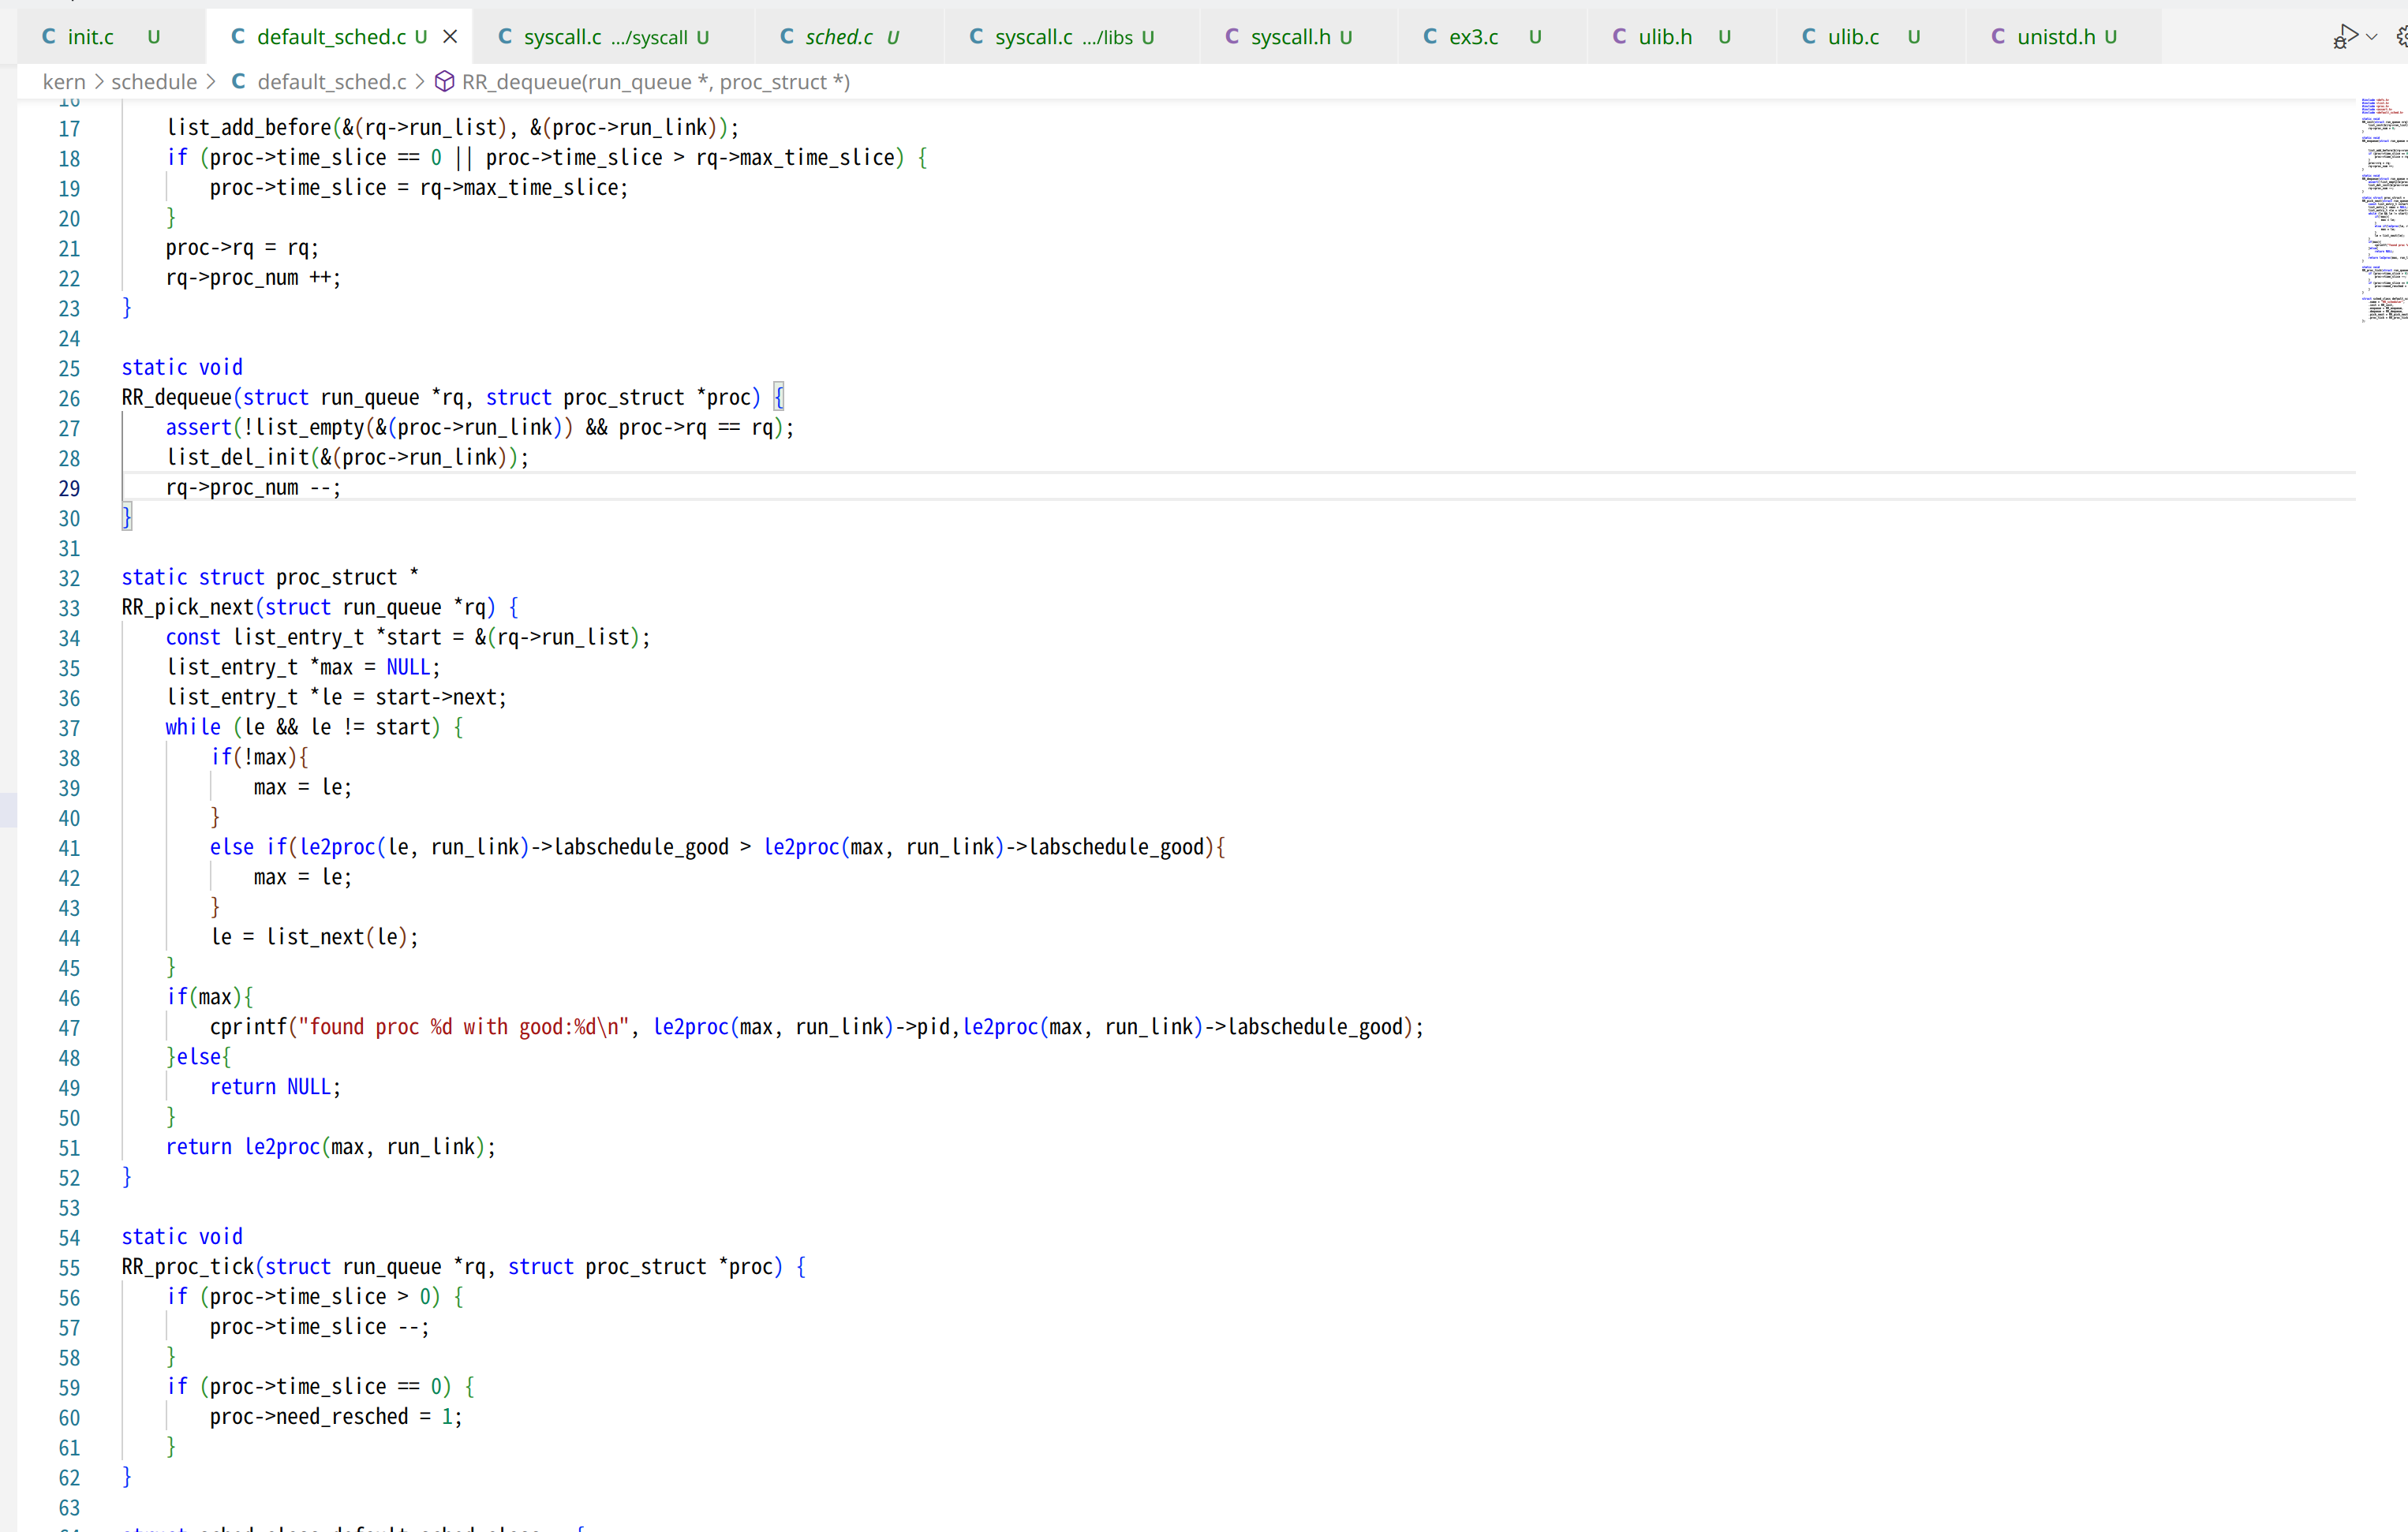 init.c U default_sched.c U syscall.c .../syscall U sched.c U syscall.c .../libs U syscall.h U ex3.c U ulib.h U ulib.c U unistd.h U
kern > schedule > C default_sched.c > RR_dequeue(run_queue *, proc_struct *)
16
17 list_add_before(&(rq->run_list), &(proc->run_link));
18 if (proc->time_slice == 0 || proc->time_slice > rq->max_time_slice) {
19 proc->time_slice = rq->max_time_slice;
20 }
21 proc->rq = rq;
22 rq->proc_num ++;
23 }
24
25 static void
26 RR_dequeue(struct run_queue *rq, struct proc_struct *proc) {
27 assert(!list_empty(&(proc->run_link)) && proc->rq == rq);
28 list_del_init(&(proc->run_link));
29 rq->proc_num --;
30 }
31
32 static struct proc_struct *
33 RR_pick_next(struct run_queue *rq) {
34 const list_entry_t *start = &(rq->run_list);
35 list_entry_t *max = NULL;
36 list_entry_t *le = start->next;
37 while (le && le != start) {
38 if(!max){
39 max = le;
40 }
41 else if(le2proc(le, run_link)->labschedule_good > le2proc(max, run_link)->labschedule_good){
42 max = le;
43 }
44 le = list_next(le);
45 }
46 if(max){
47 cprintf("found proc %d with good:%d\n", le2proc(max, run_link)->pid,le2proc(max, run_link)->labschedule_good);
48 }else{
49 return NULL;
50 }
51 return le2proc(max, run_link);
52 }
53
54 static void
55 RR_proc_tick(struct run_queue *rq, struct proc_struct *proc) {
56 if (proc->time_slice > 0) {
57 proc->time_slice --;
58 }
59 if (proc->time_slice == 0) {
60 proc->need_resched = 1;
61 }
62 }
63